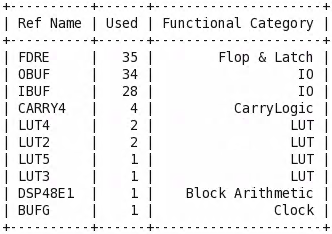 +----------+------+---------------------+
| Ref Name | Used | Functional Category |
+----------+------+---------------------+
| FDRE     |   35 |        Flop & Latch |
| OBUF     |   34 |                  IO |
| IBUF     |   28 |                  IO |
| CARRY4   |    4 |          CarryLogic |
| LUT4     |    2 |                 LUT |
| LUT2     |    2 |                 LUT |
| LUT5     |    1 |                 LUT |
| LUT3     |    1 |                 LUT |
| DSP48E1  |    1 |    Block Arithmetic |
| BUFG     |    1 |               Clock |
+----------+------+---------------------+